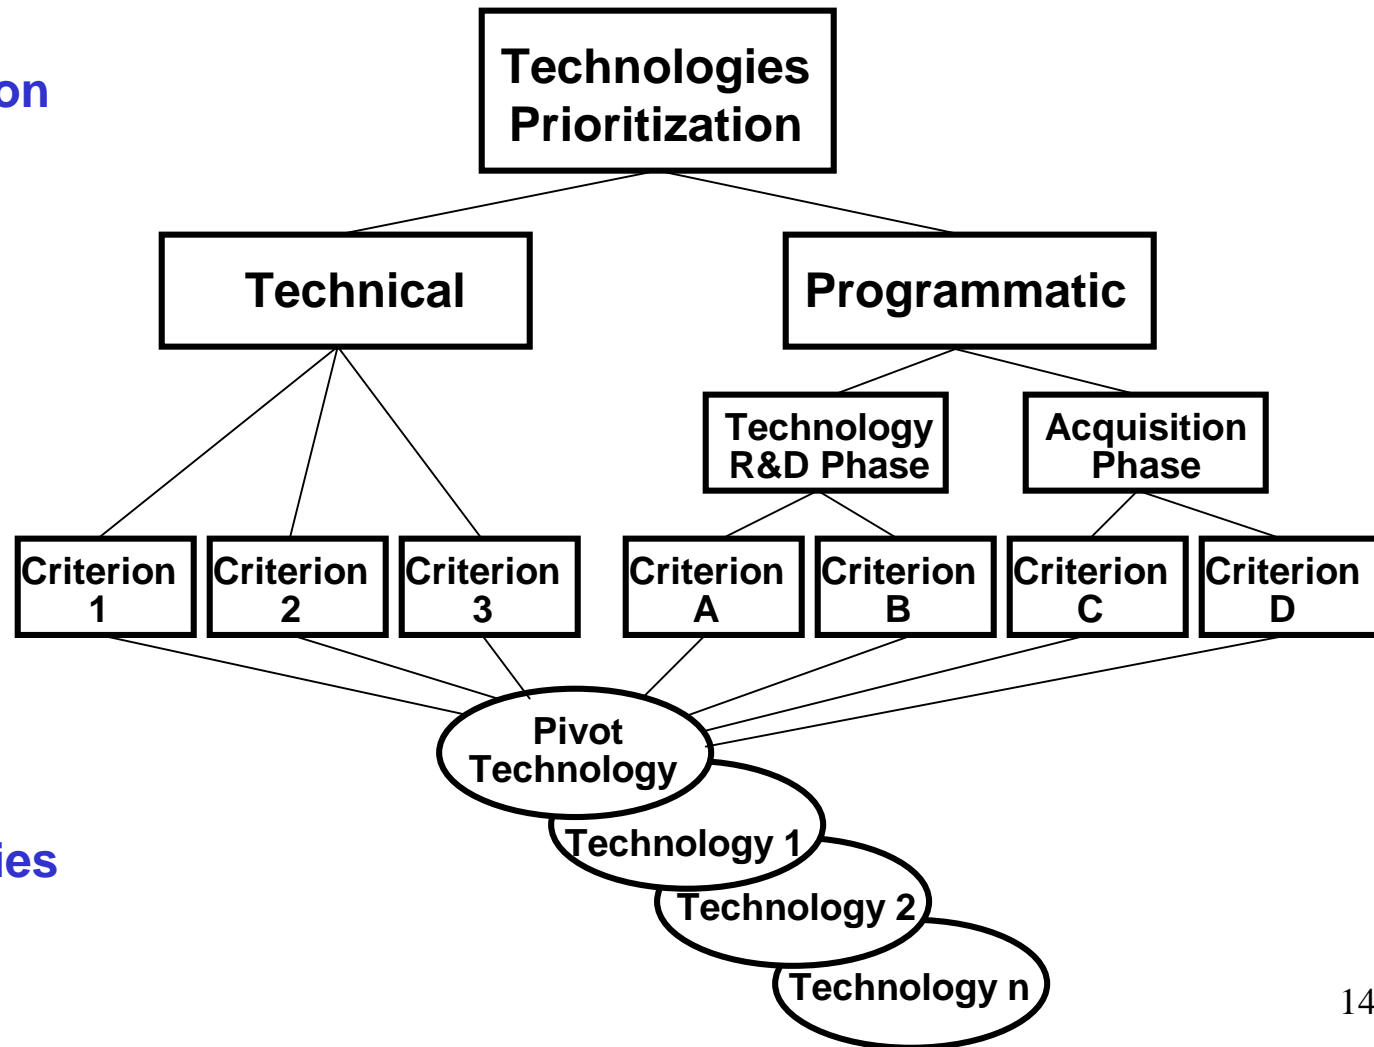 Technologies
Prioritization
on
Technical
Programmatic
Technology
R&D Phase
Acquisition
Phase
Criterion
1
Criterion
2
Criterion
3
Criterion
A
Criterion
B
Criterion
C
Criterion
D
Pivot
Technology
Technology 1
ies
Technology 2
Technology n
14